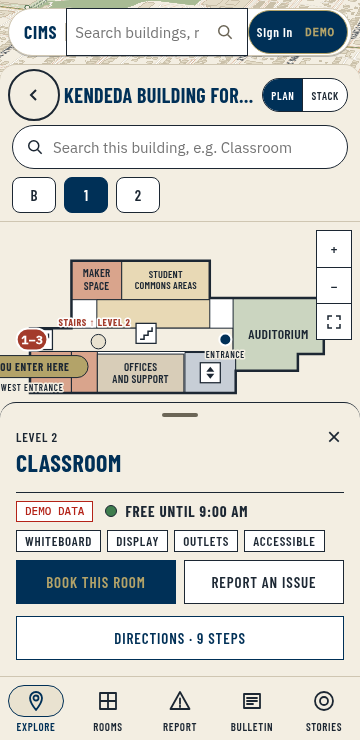 CIMS
Search buildings, r
Sign In DEMO
KENDEDA BUILDING FOR...
PLAN STACK
Search this building, e.g. Classroom
B 1 2
MAKER
SPACE
STUDENT
COMMONS AREAS
STAIRS ↑ LEVEL 2
1–3
AUDITORIUM
ENTRANCE
OU ENTER HERE
OFFICES
AND SUPPORT
WEST ENTRANCE
+
−
LEVEL 2
CLASSROOM
DEMO DATA
FREE UNTIL 9:00 AM
WHITEBOARD DISPLAY OUTLETS ACCESSIBLE
BOOK THIS ROOM REPORT AN ISSUE
DIRECTIONS · 9 STEPS
EXPLORE ROOMS REPORT BULLETIN STORIES